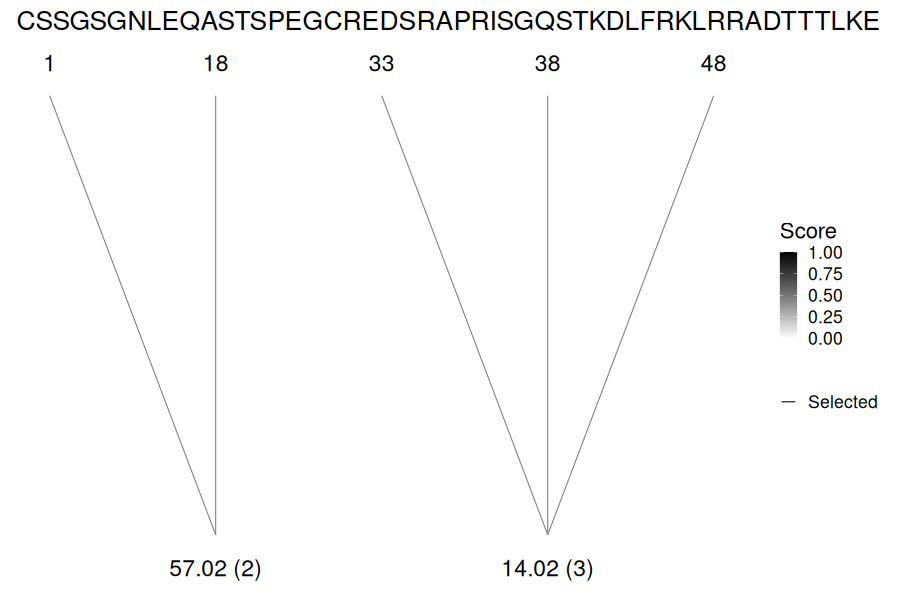 CSSGSGNLEQASTSPEGCREDSRAPRISGQSTKDLFRKLRRADTTTLKE
1 18 33 38 48
Score
1.00
0.75
0.50
0.25
0.00
Selected
57.02 (2) 14.02 (3)